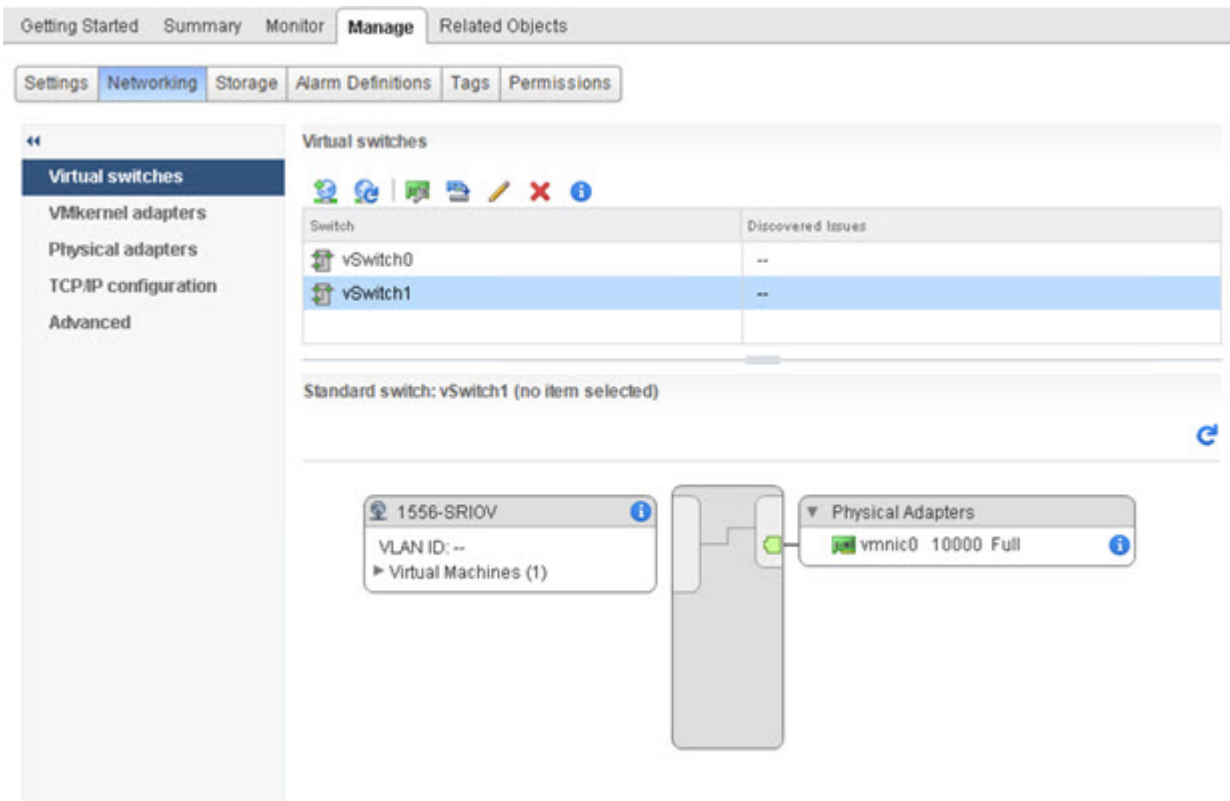 Getting Started Summary Monitor Manage Related Objects
Settings Networking Storage Alarm Definitions Tags Permissions
Virtual switches
VMkernel adapters
Physical adapters
TCP/IP configuration
Advanced
Virtual switches
Switch Discovered Issues
vSwitch0 --
vSwitch1 --
Standard switch: vSwitch1 (no item selected)
1556-SRIOV
VLAN ID: --
Virtual Machines (1)
Physical Adapters
vmnic0 10000 Full